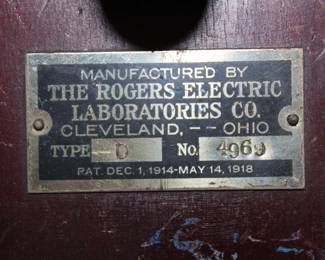 MANUFACTURED BY
THE ROGERS ELECTRIC
LABORATORIES CO.
CLEVELAND, -- OHIO
TYPE -D No. 4969
PAT. DEC. 1, 1914-MAY 14, 1918